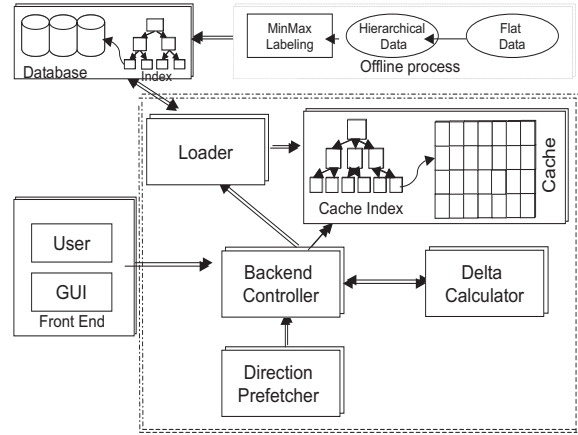 MinMax
Labeling
Hierarchical
Data
Flat
Data
Offline process
Database
Index
Loader
Cache Index
Cache
User
GUI
Front End
Backend
Controller
Delta
Calculator
Direction
Prefetcher